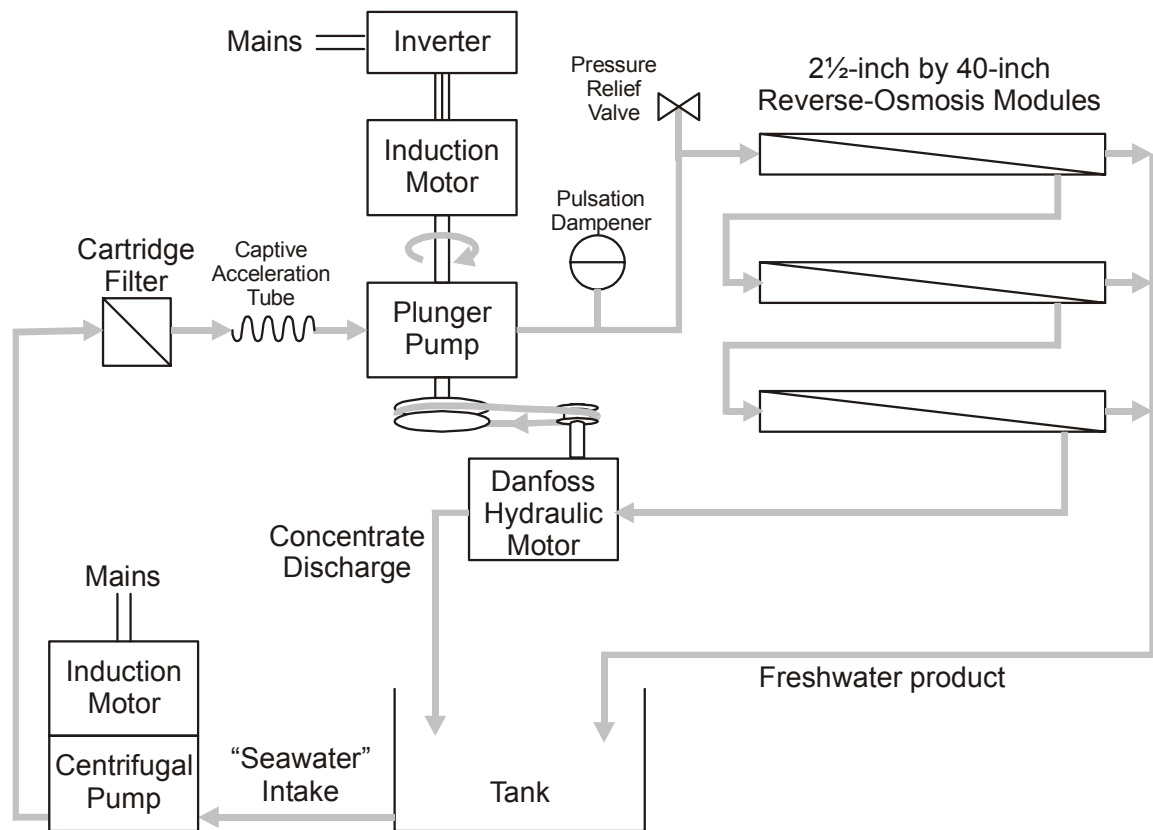 Mains
Inverter
Pressure
Relief
Valve
2½-inch by 40-inch
Reverse-Osmosis Modules
Induction
Motor
Pulsation
Dampener
Cartridge
Filter
Captive
Acceleration
Tube
Plunger
Pump
Danfoss
Hydraulic
Motor
Concentrate
Discharge
Mains
Induction
Motor
Freshwater product
Centrifugal
Pump
“Seawater”
Intake
Tank